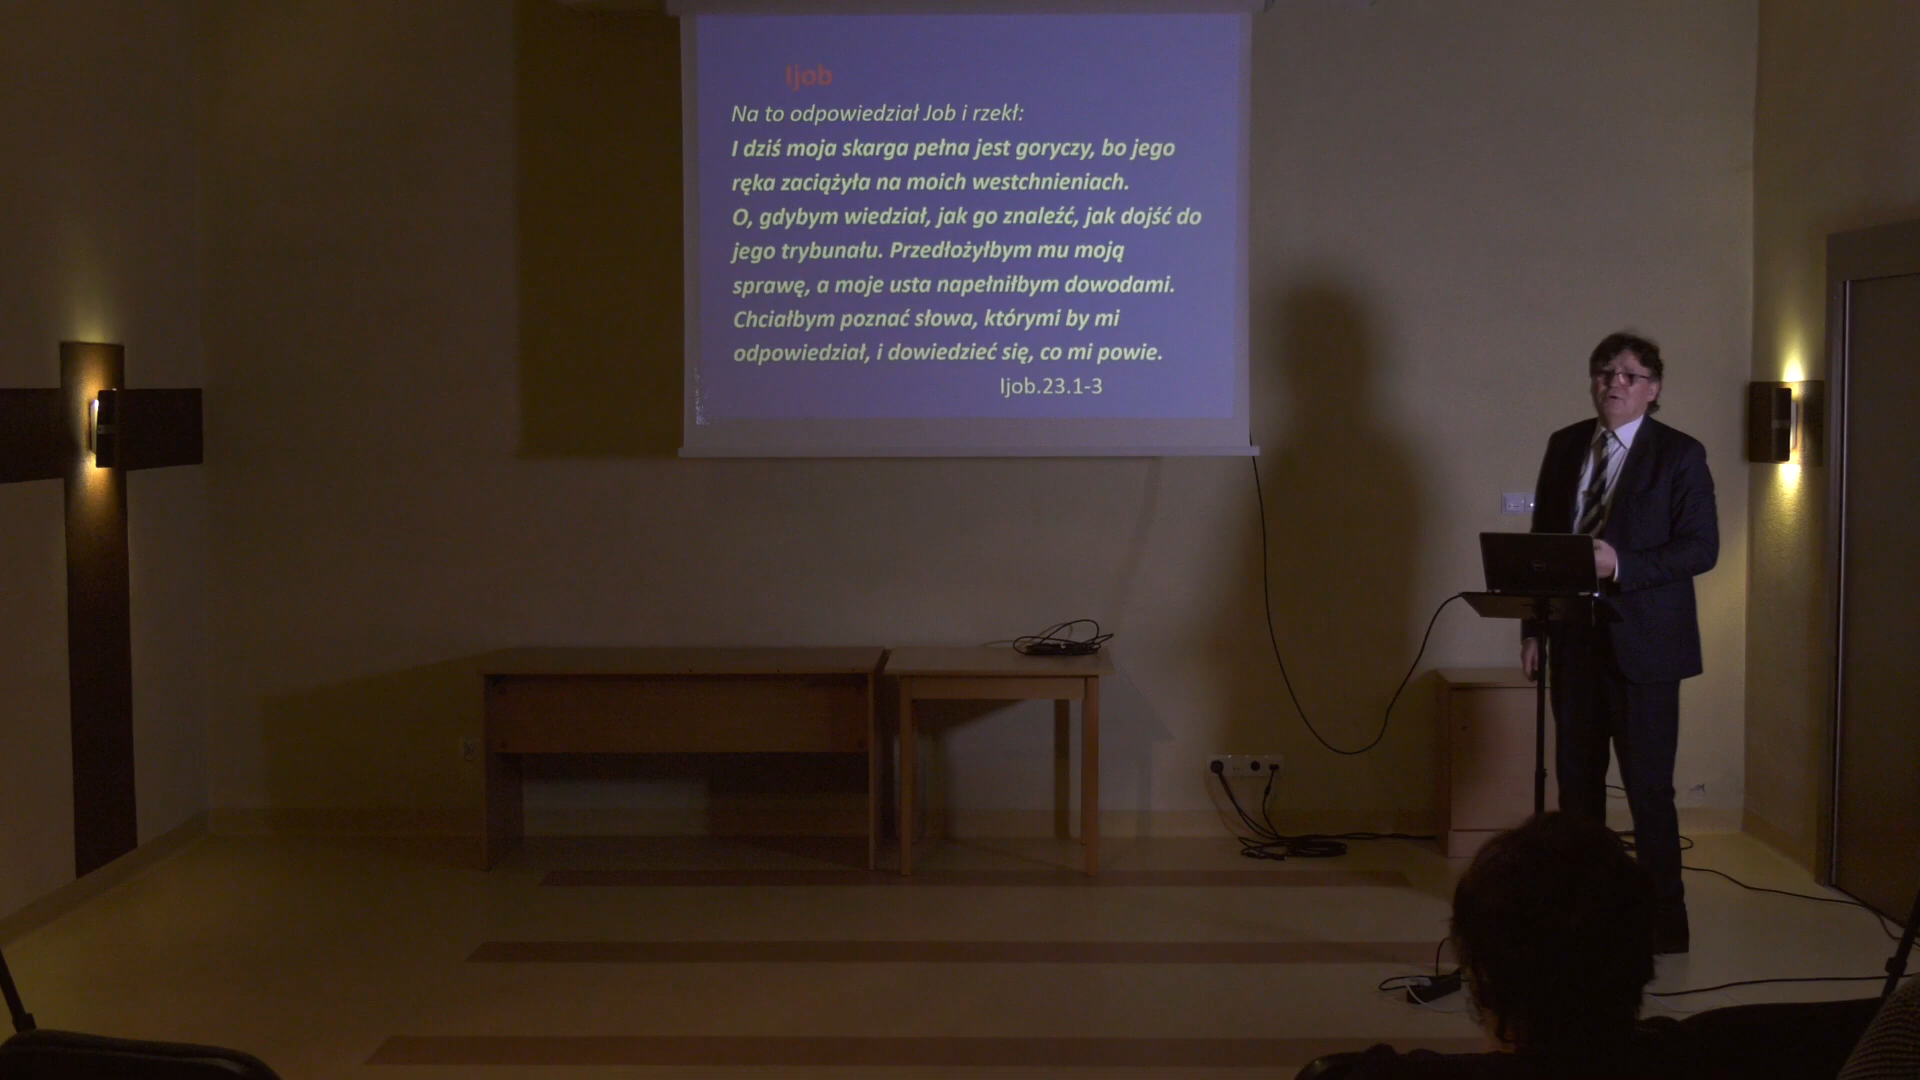 Ijob
Na to odpowiedział Job i rzekł:
I dziś moja skarga pełna jest goryczy, bo jego
ręka zaciążyła na moich westchnieniach.
O, gdybym wiedział, jak go znaleźć, jak dojść do
jego trybunału. Przedłożyłbym mu moją
sprawę, a moje usta napełniłbym dowodami.
Chciałbym poznać słowa, którymi by mi
odpowiedział, i dowiedzieć się, co mi powie.
Ijob.23.1-3